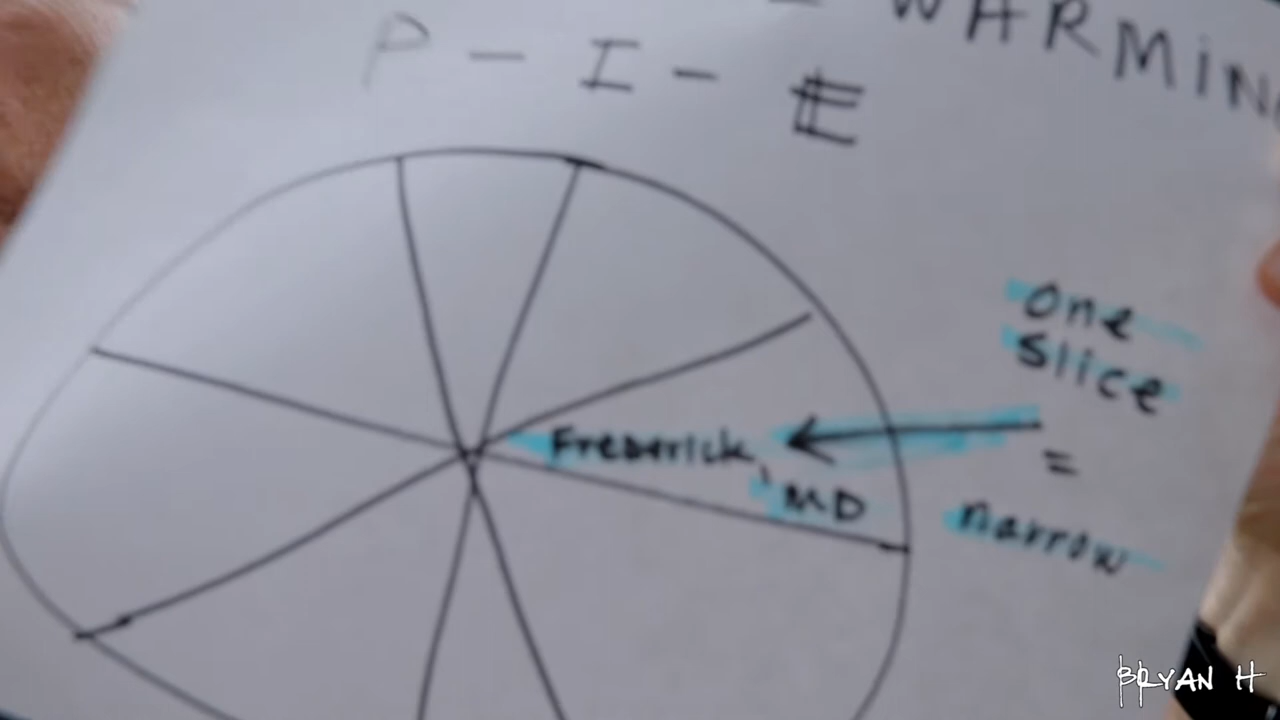 WARMIN
P - I - E
One
slice
=
narrow
Frederick,
MD
BRYAN H